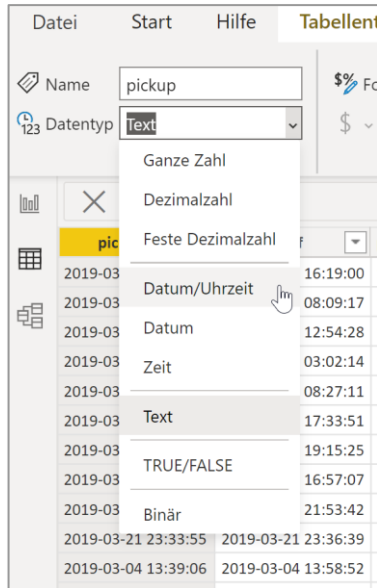 Datei Start Hilfe Tabellent
Name pickup $% Fo
123 Datentyp Text $
Ganze Zahl
Dezimalzahl
Feste Dezimalzahl
pic
2019-03 16:19:00
Datum/Uhrzeit
2019-03 08:09:17
Datum
2019-03 12:54:28
2019-03 03:02:14
Zeit
2019-03 08:27:11
Text
2019-03 17:33:51
2019-03 19:15:25
TRUE/FALSE
2019-03 16:57:07
2019-03 21:53:42
Binär
2019-03-21 23:33:55 2019-03-21 23:36:39
2019-03-04 13:39:06 2019-03-04 13:58:52